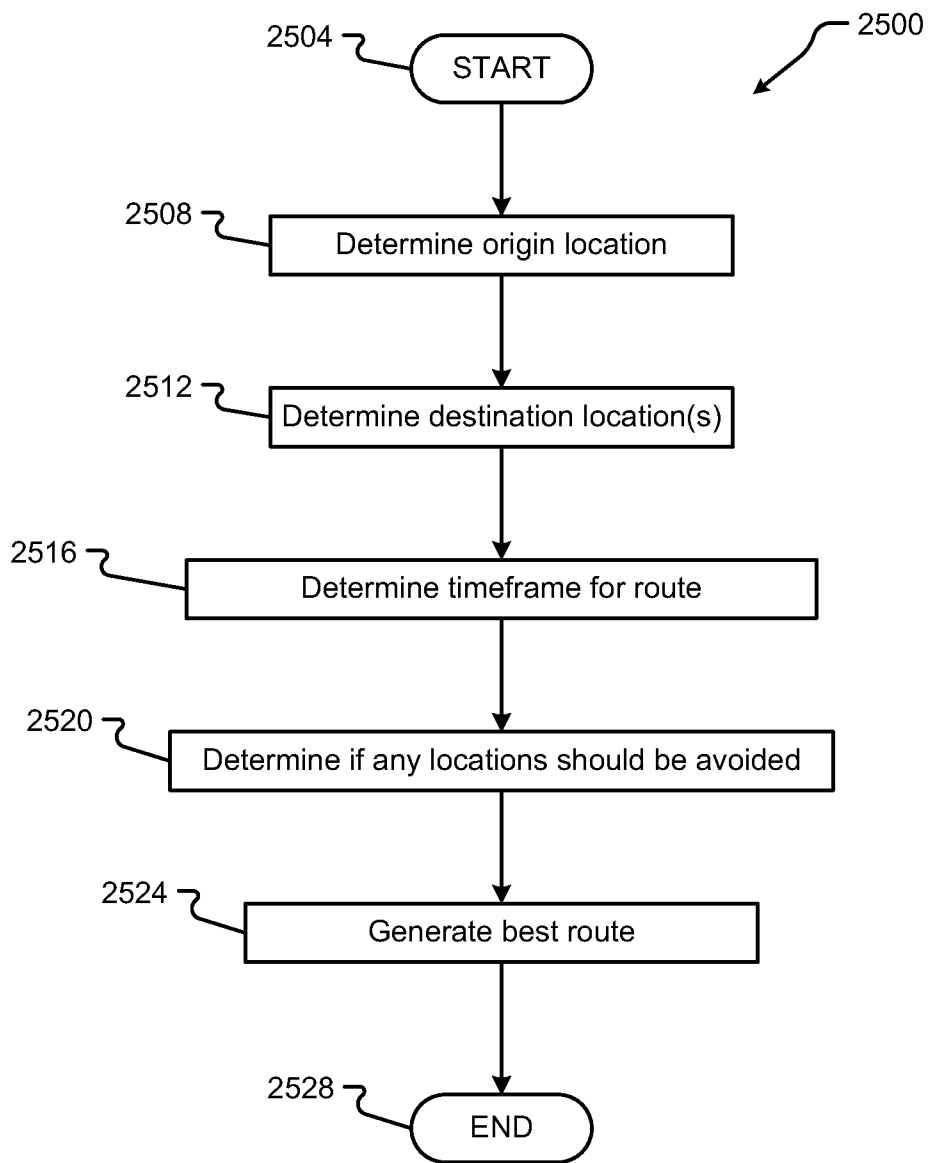 2500
2504
START
2508
Determine origin location
2512
Determine destination location(s)
2516
Determine timeframe for route
2520
Determine if any locations should be avoided
2524
Generate best route
2528
END